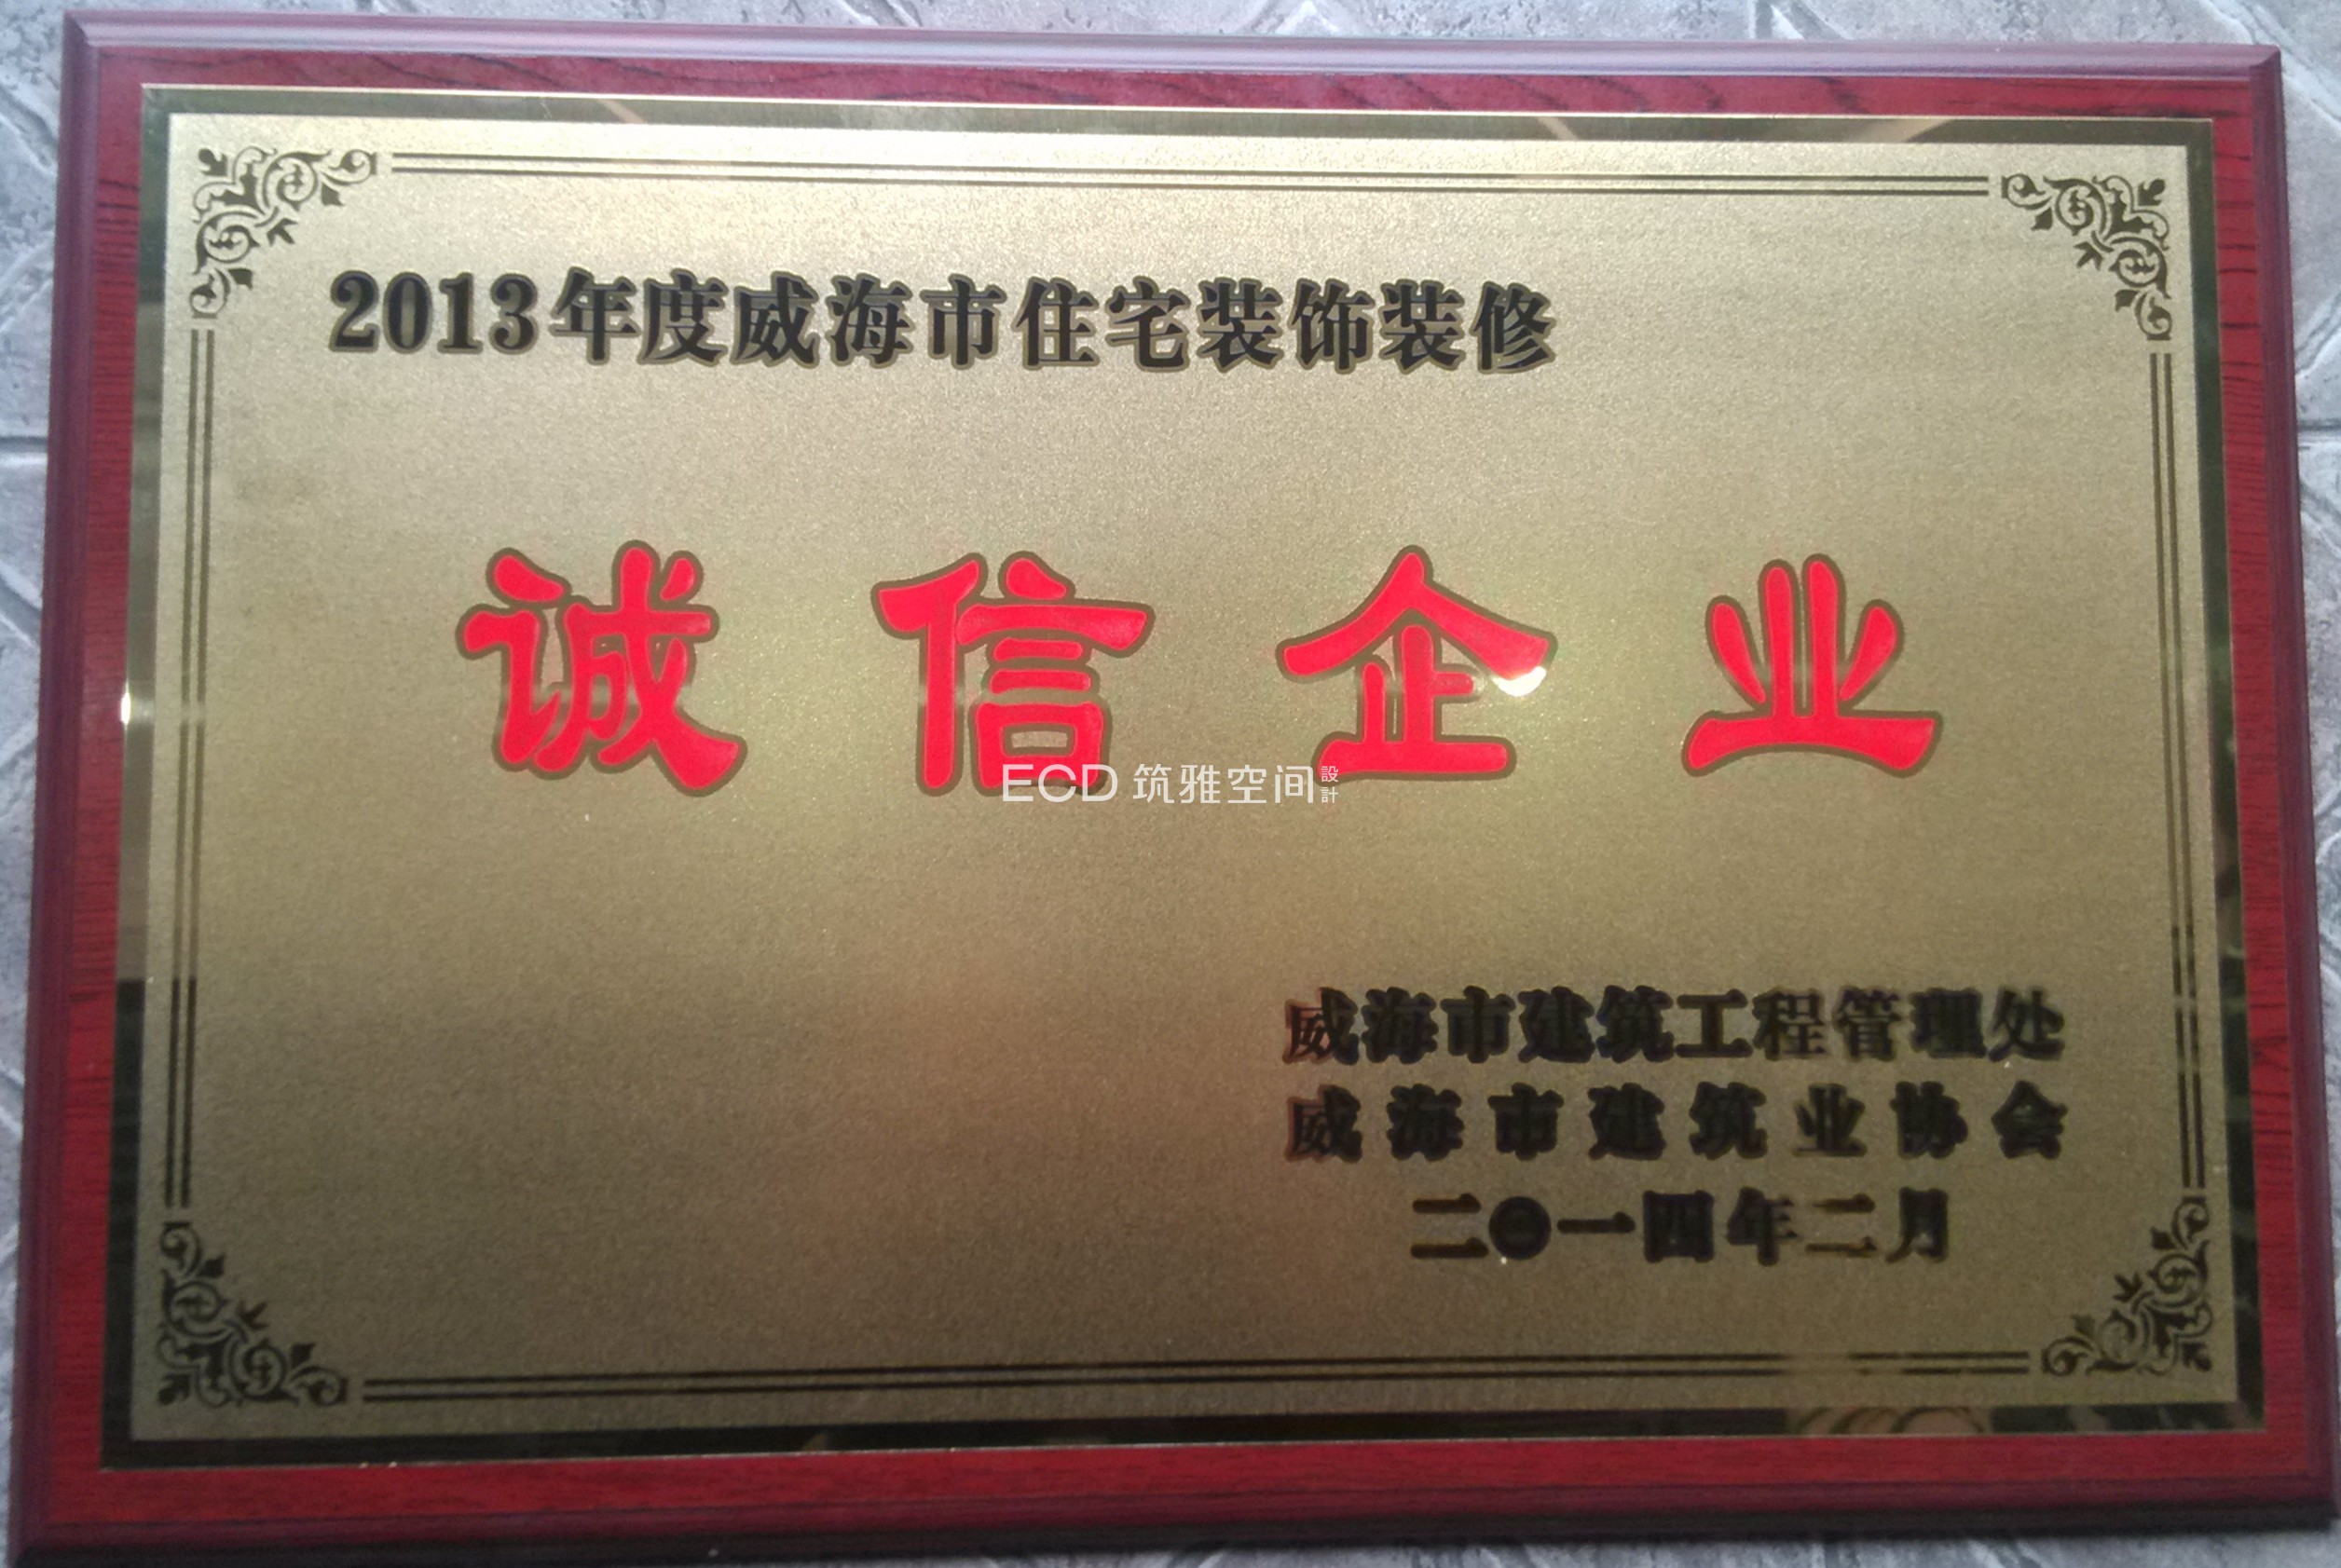 2013年度威海市住宅装饰装修
诚信企业
ECD 筑雅空间設計
威海市建筑工程管理处
威海市建筑业协会
二〇一四年二月